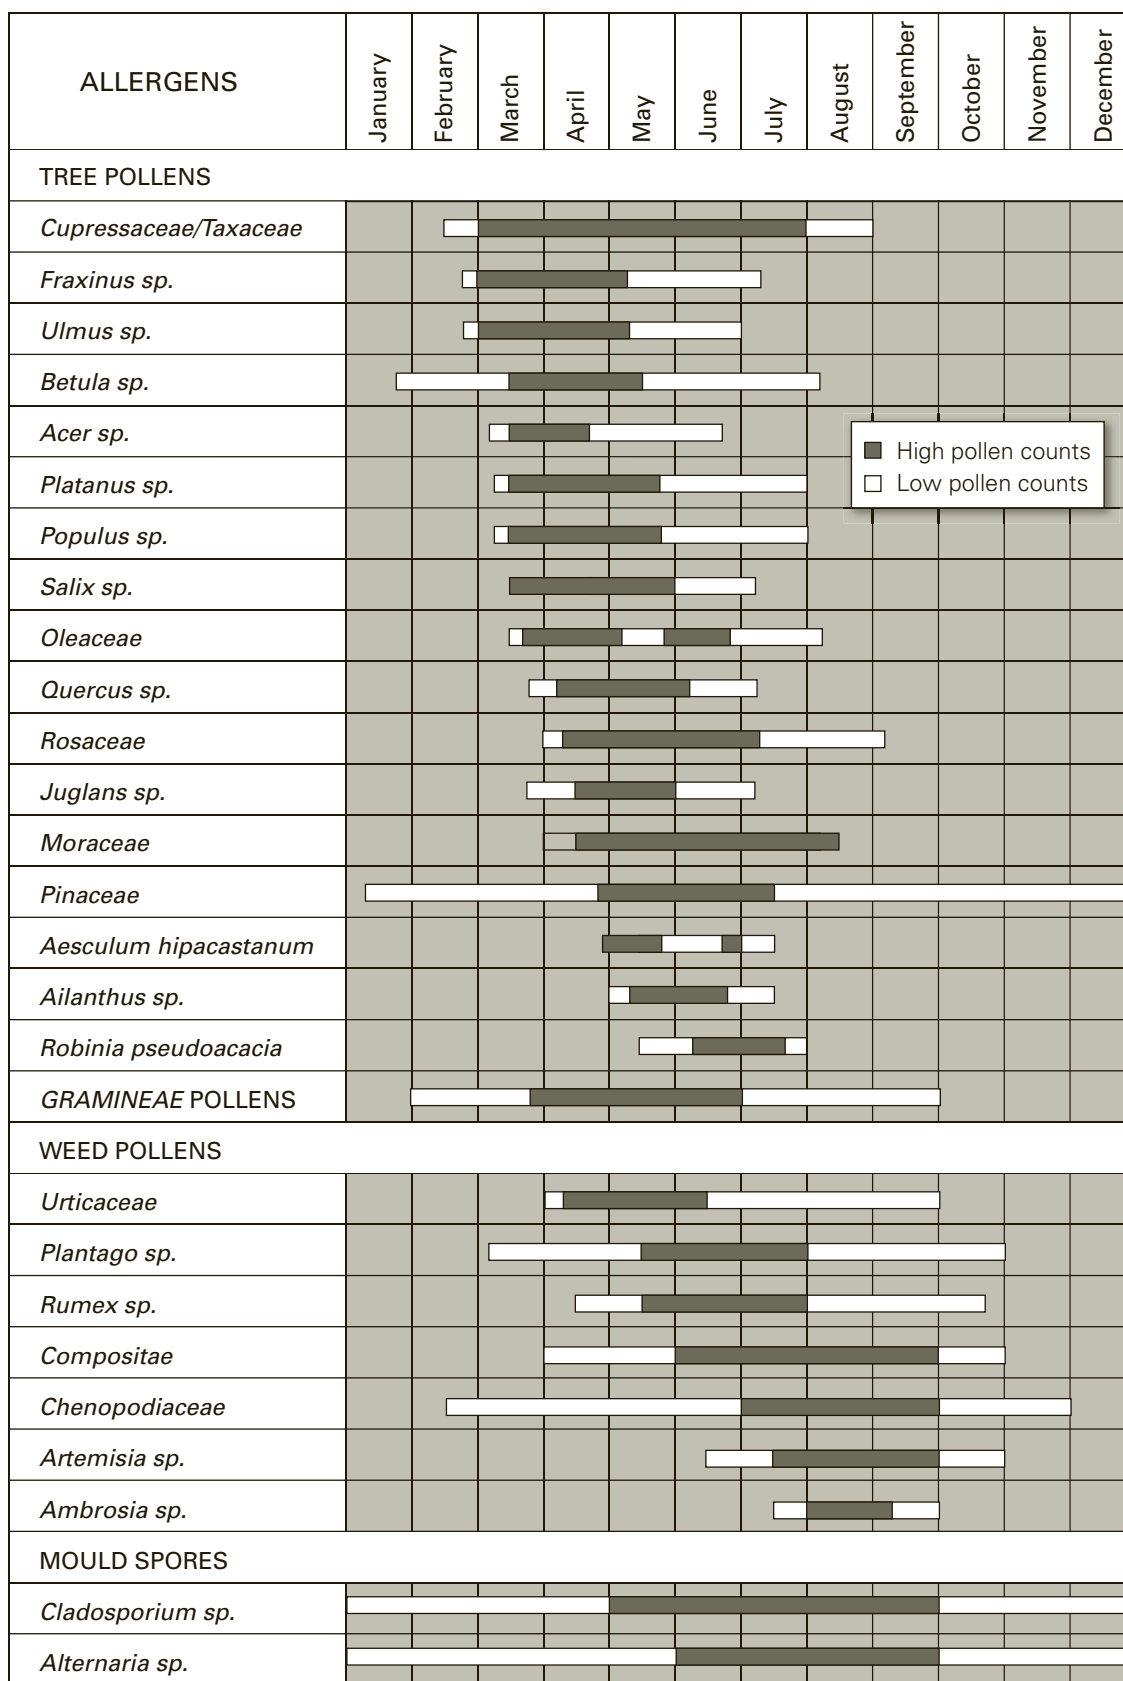 ALLERGENS
January
February
March
April
May
June
July
August
September
October
November
December
TREE POLLENS
Cupressaceae/Taxaceae
Fraxinus sp.
Ulmus sp.
Betula sp.
Acer sp.
High pollen counts
Low pollen counts
Platanus sp.
Populus sp.
Salix sp.
Oleaceae
Quercus sp.
Rosaceae
Juglans sp.
Moraceae
Pinaceae
Aesculum hipacastanum
Ailanthus sp.
Robinia pseudoacacia
GRAMINEAE POLLENS
WEED POLLENS
Urticaceae
Plantago sp.
Rumex sp.
Compositae
Chenopodiaceae
Artemisia sp.
Ambrosia sp.
MOULD SPORES
Cladosporium sp.
Alternaria sp.